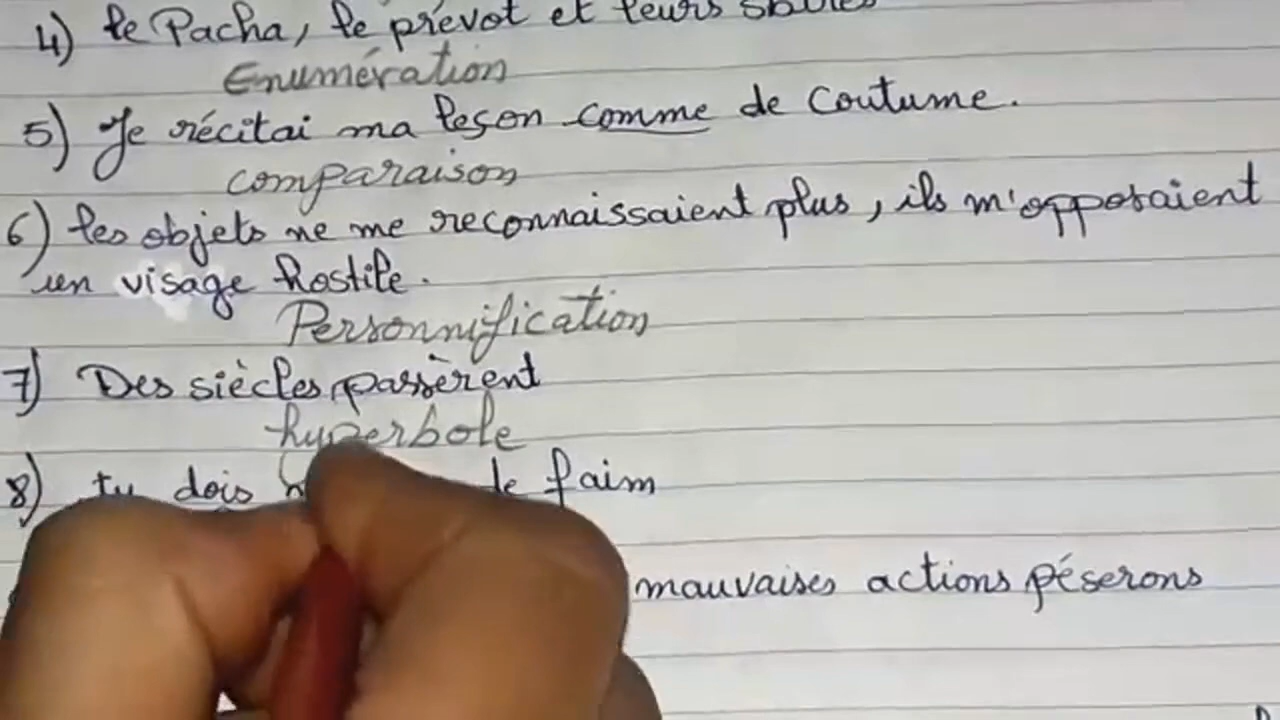 4) le Pacha, le prévot et leurs
Enumération
5) Je récitai ma leçon comme de coutume.
comparaison
6) les objets ne me reconnaissaient plus, ils m'opposaient
un visage hostile.
Personnification
7) Des siècles passèrent
hyperbole
8) tu dois de faim
mauvaises actions péserons